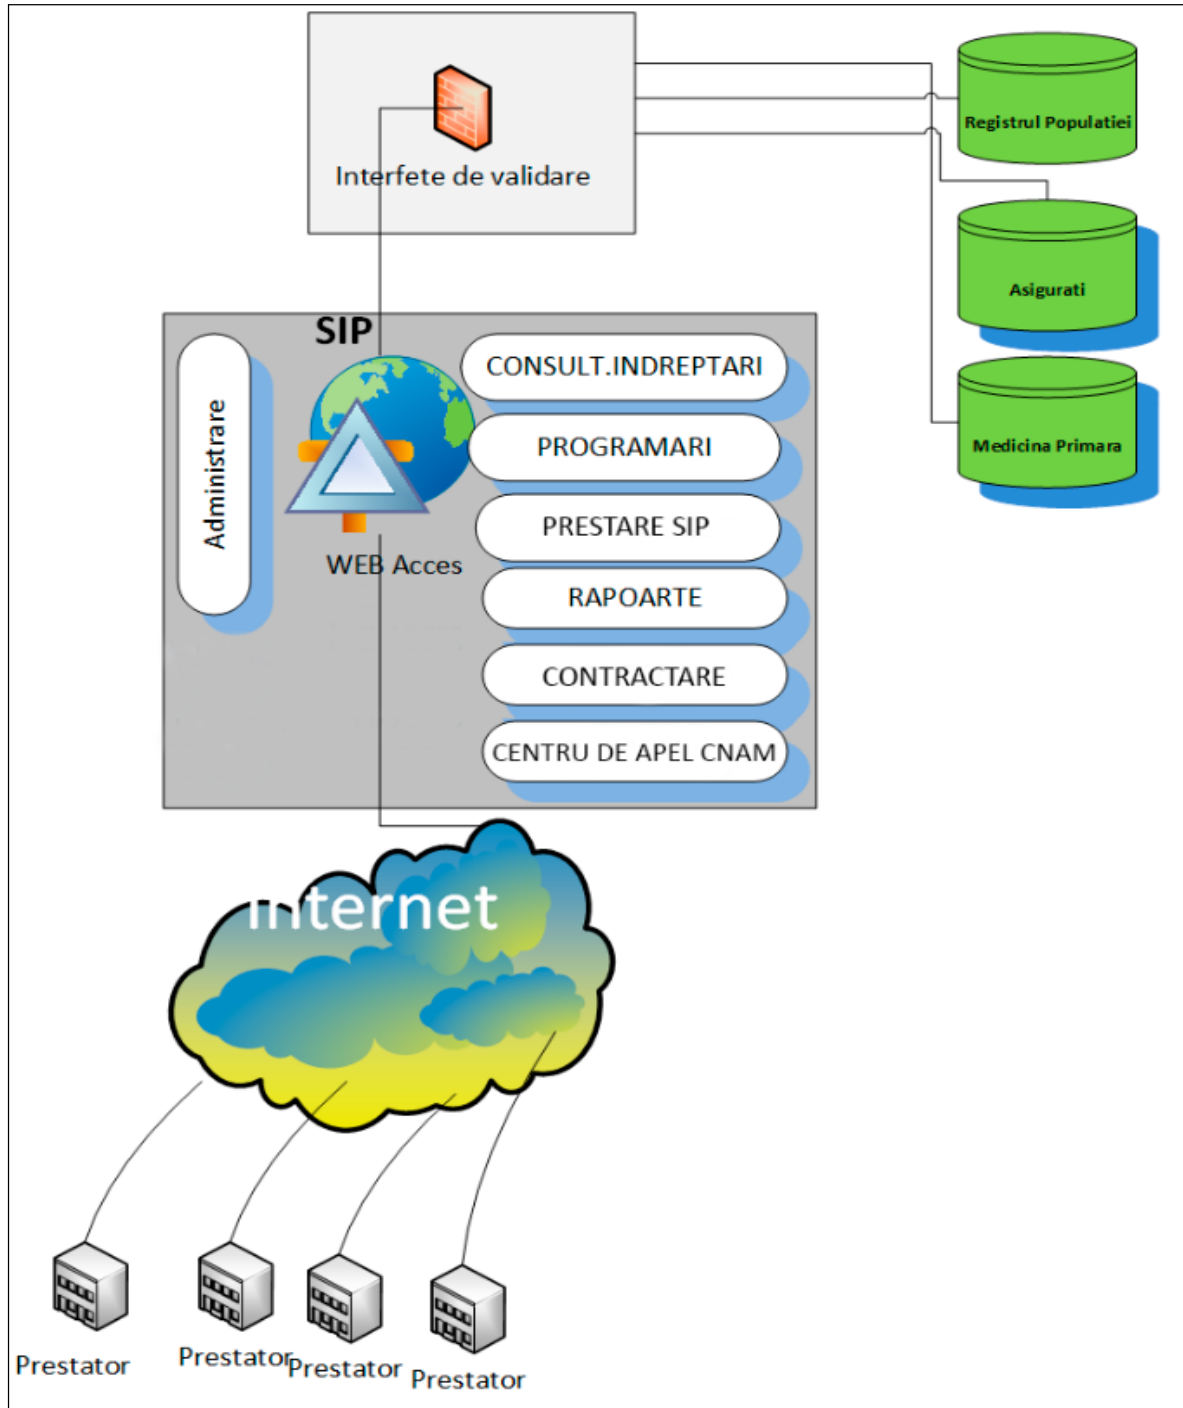 Interfete de validare
Registrul Populatiei
Asigurati
Medicina Primara
SIP
Administrare
WEB Acces
CONSULT.INDREPTARI
PROGRAMARI
PRESTARE SIP
RAPOARTE
CONTRACTARE
CENTRU DE APEL CNAM
Internet
Prestator
Prestator
Prestator
Prestator